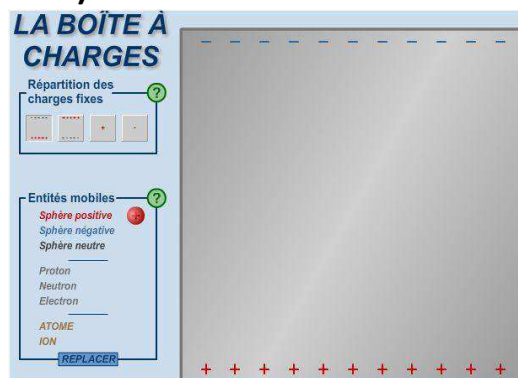 LA BOÎTE À
CHARGES
Répartition des
charges fixes
?
Entités mobiles
?
Sphère positive
Sphère négative
Sphère neutre
Proton
Neutron
Electron
ATOME
ION
REPLACER
- - - - - - - - - - -
+ + + + + + + + + + +